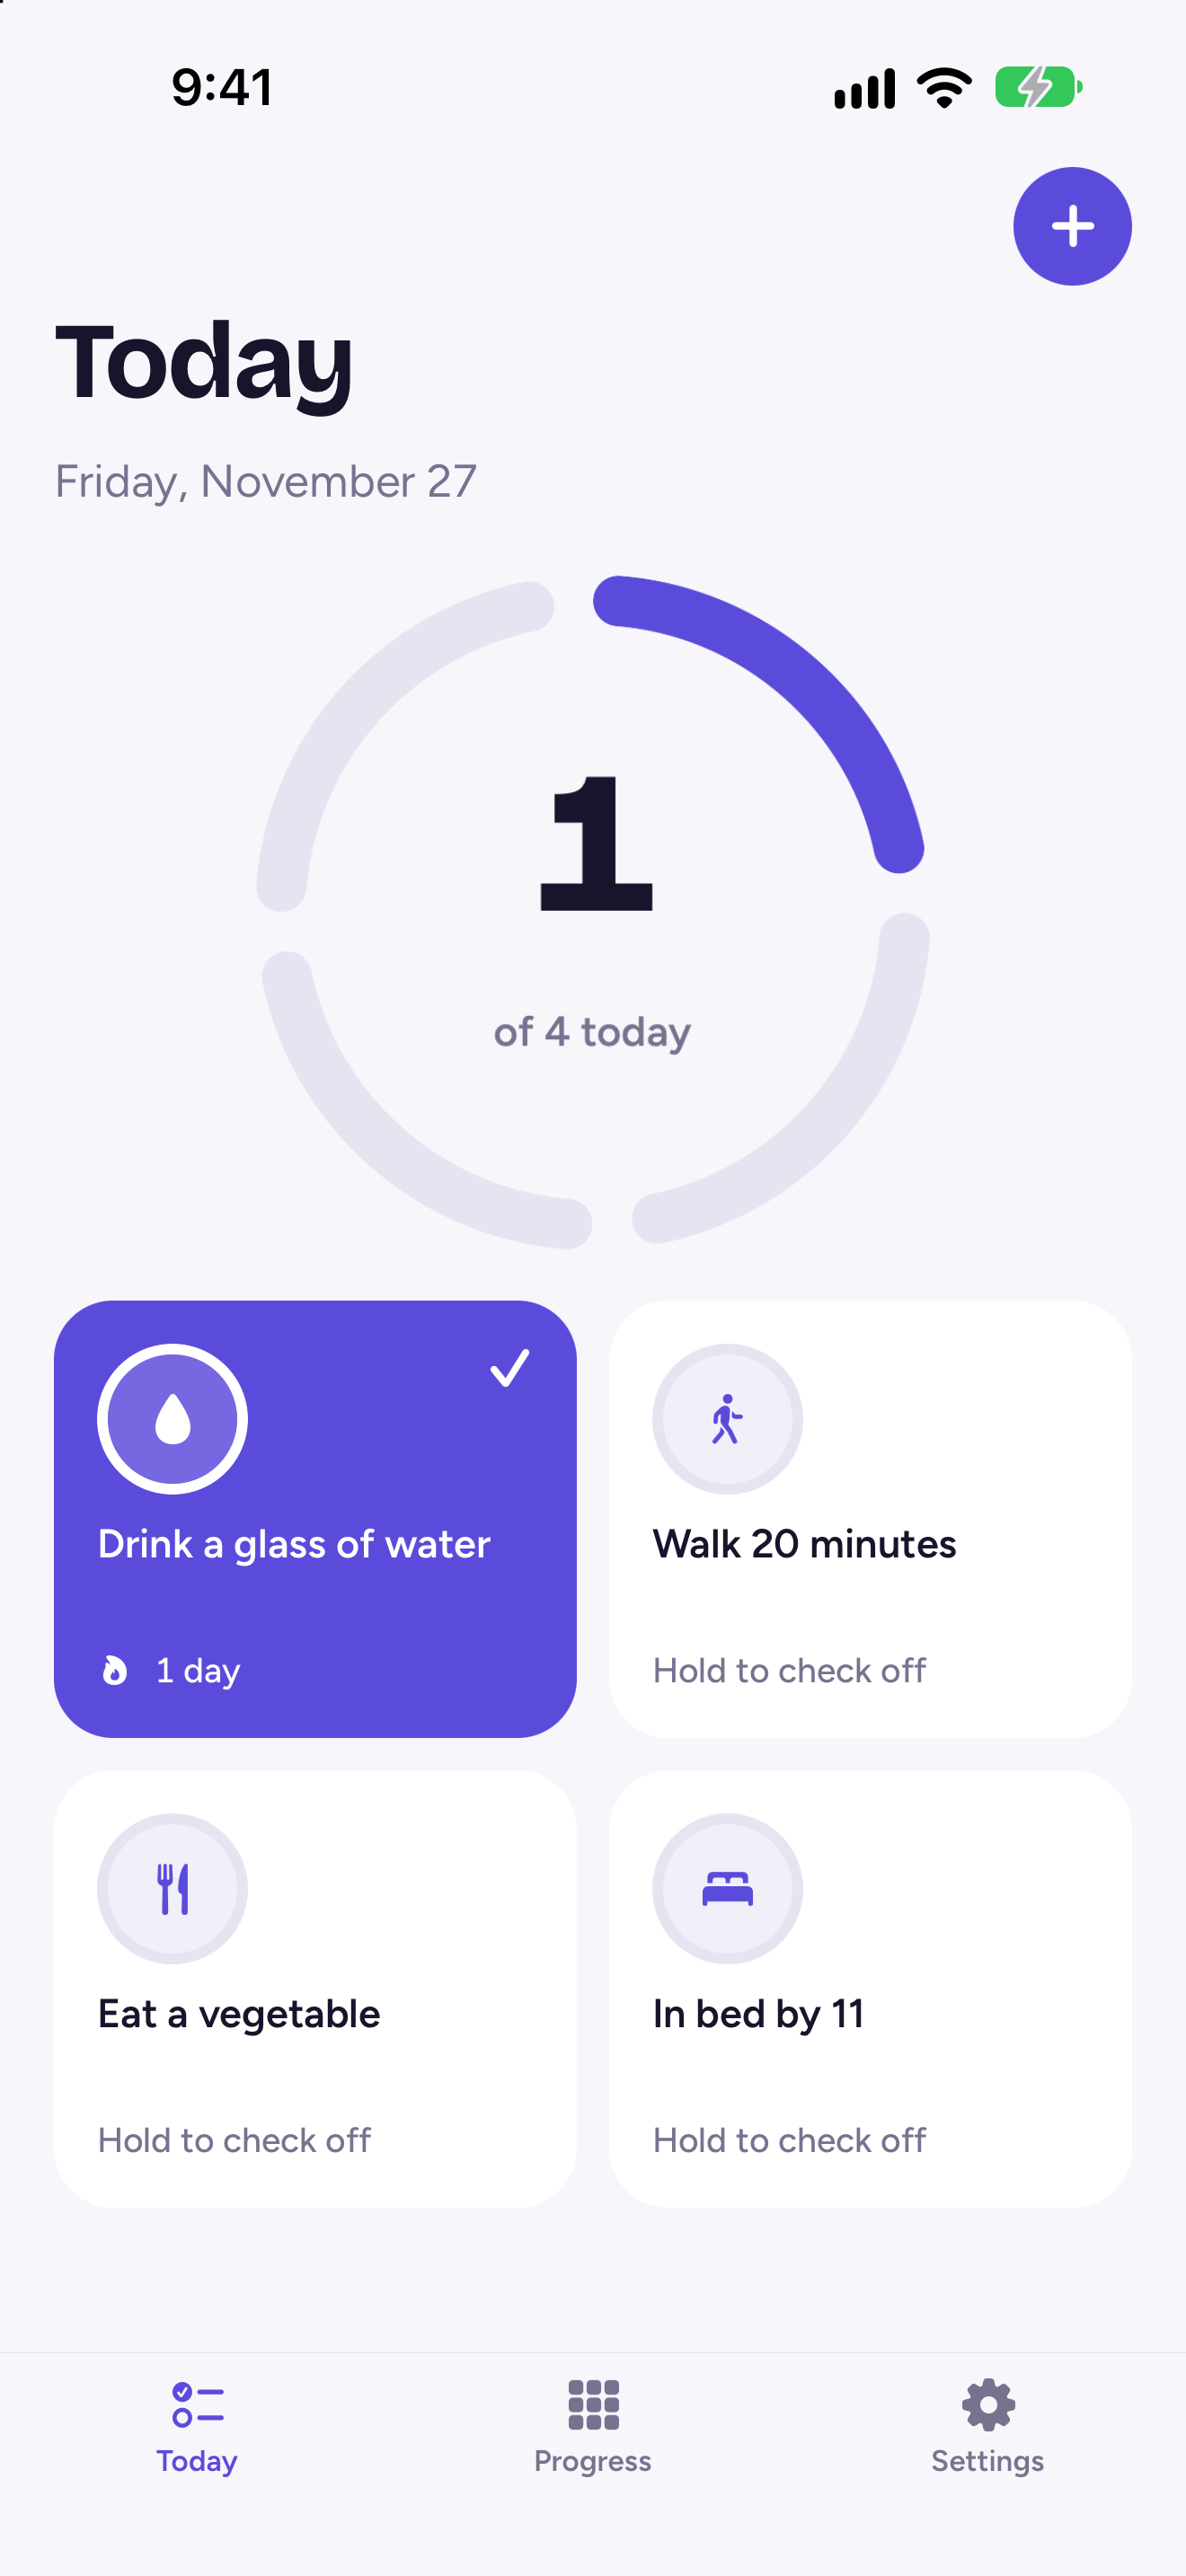 9:41
Today
Friday, November 27
1
of 4 today
Drink a glass of water
1 day
Walk 20 minutes
Hold to check off
Eat a vegetable
Hold to check off
In bed by 11
Hold to check off
Today
Progress
Settings